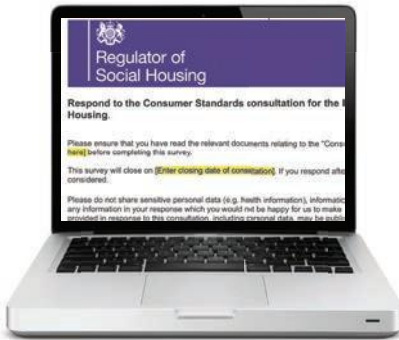 Regulator of
Social Housing
Respond to the Consumer Standards consultation for the
Housing.
Please ensure that you have read the relevant documents relating to the "Cons
here] before completing this survey.
This survey will close on [Enter closing date of consultation]. If you respond afte
considered.
Please do not share sensitive personal data (e.g. health information), informatio
any information in your response which you would not be happy for us to make
provided in response to this consultation, including personal data, may be publi